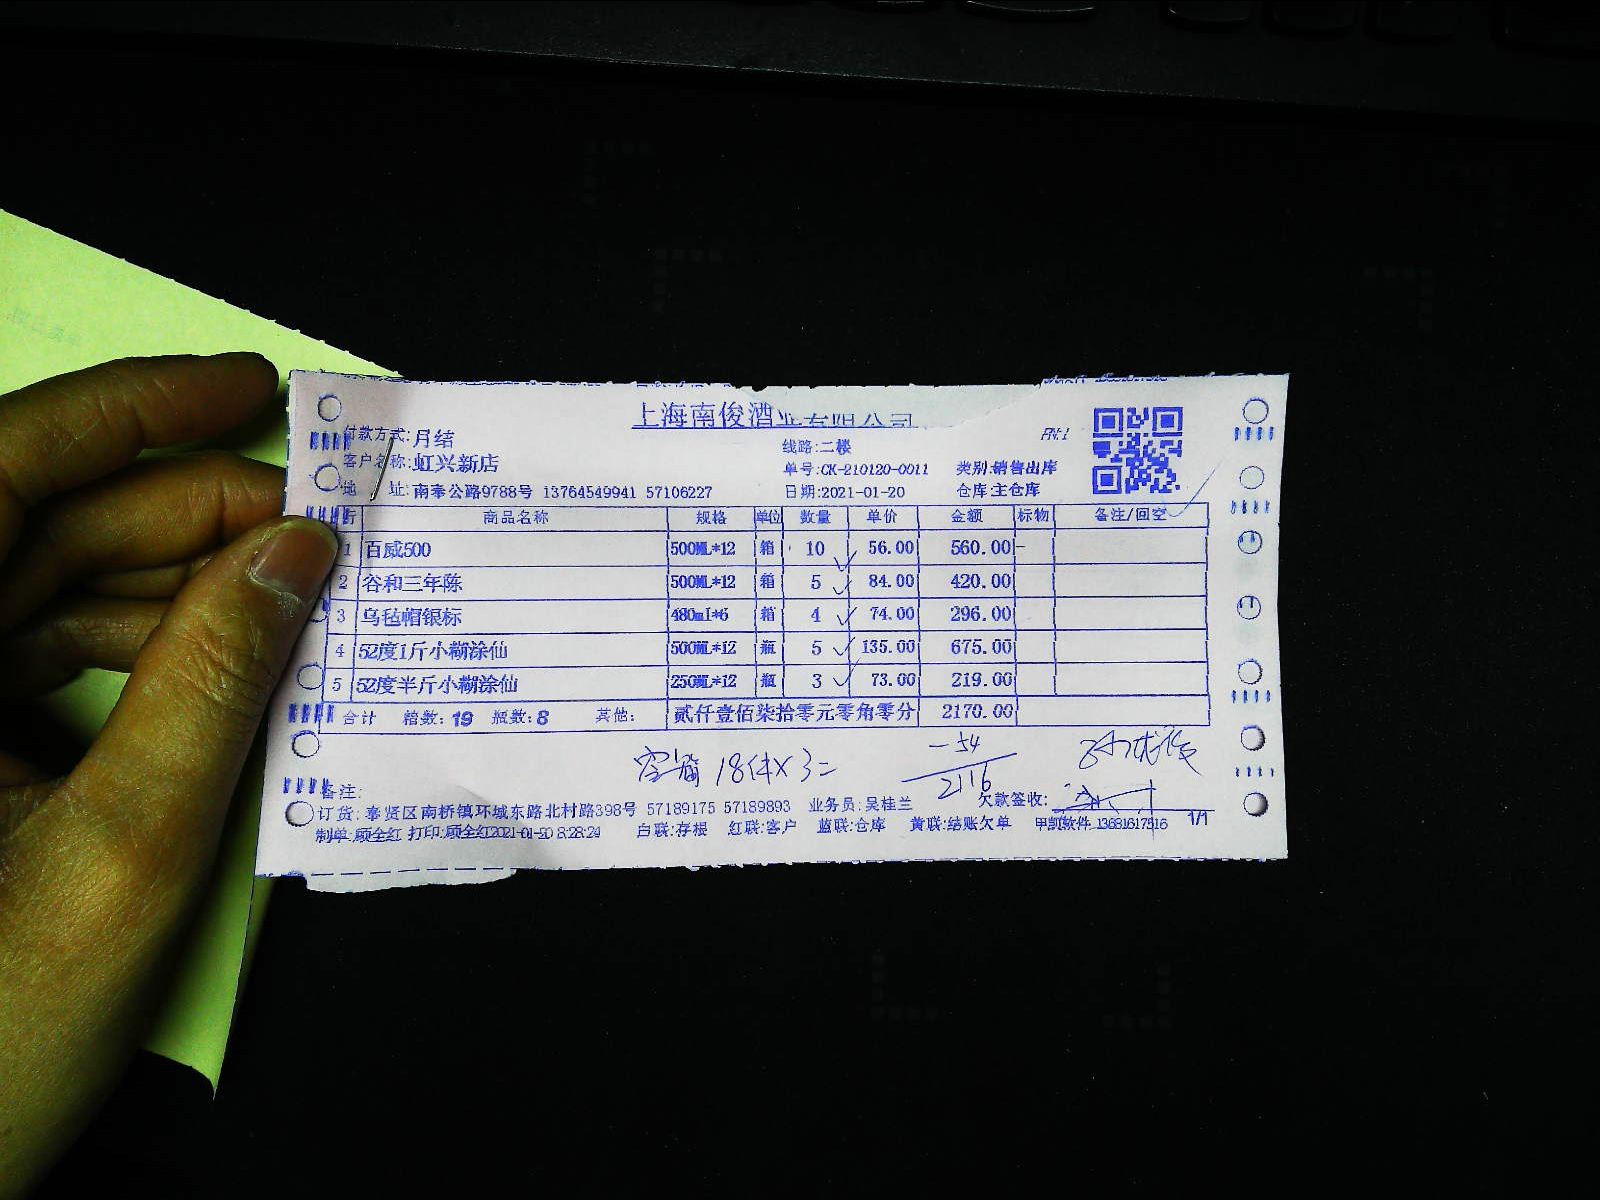 上海南俊酒业有限公司
付款方式:月结 线路:二楼
客户名称:虹兴新店 单号:CK-210120-0011 类别:销售出库
地 址:南奉公路9788号 13764549941 57106227 日期:2021-01-20 仓库:主仓库
行 商品名称 规格 单位 数量 单价 金额 标物 备注/回空
1 百威500 500ML*12 箱 10 56.00 560.00
2 谷和三年陈 500ML*12 箱 5 84.00 420.00
3 乌毡帽银标 480ml*6 箱 4 74.00 296.00
4 52度1斤小糊涂仙 500ML*12 瓶 5 135.00 675.00
5 52度半斤小糊涂仙 250ML*12 瓶 3 73.00 219.00
合计 箱数: 19 瓶数: 8 其他: 贰仟壹佰柒拾零元零角零分 2170.00
空箱 18件×3= -54
2116
备注: 欠款签收:
订货: 奉贤区南桥镇环城东路北村路398号 57189175 57189893 业务员:吴桂兰
制单:顾全红 打印:顾全红2021-01-20 8:28:24 白联:存根 红联:客户 蓝联:仓库 黄联:结账欠单 甲凯软件 13681617516 1/1